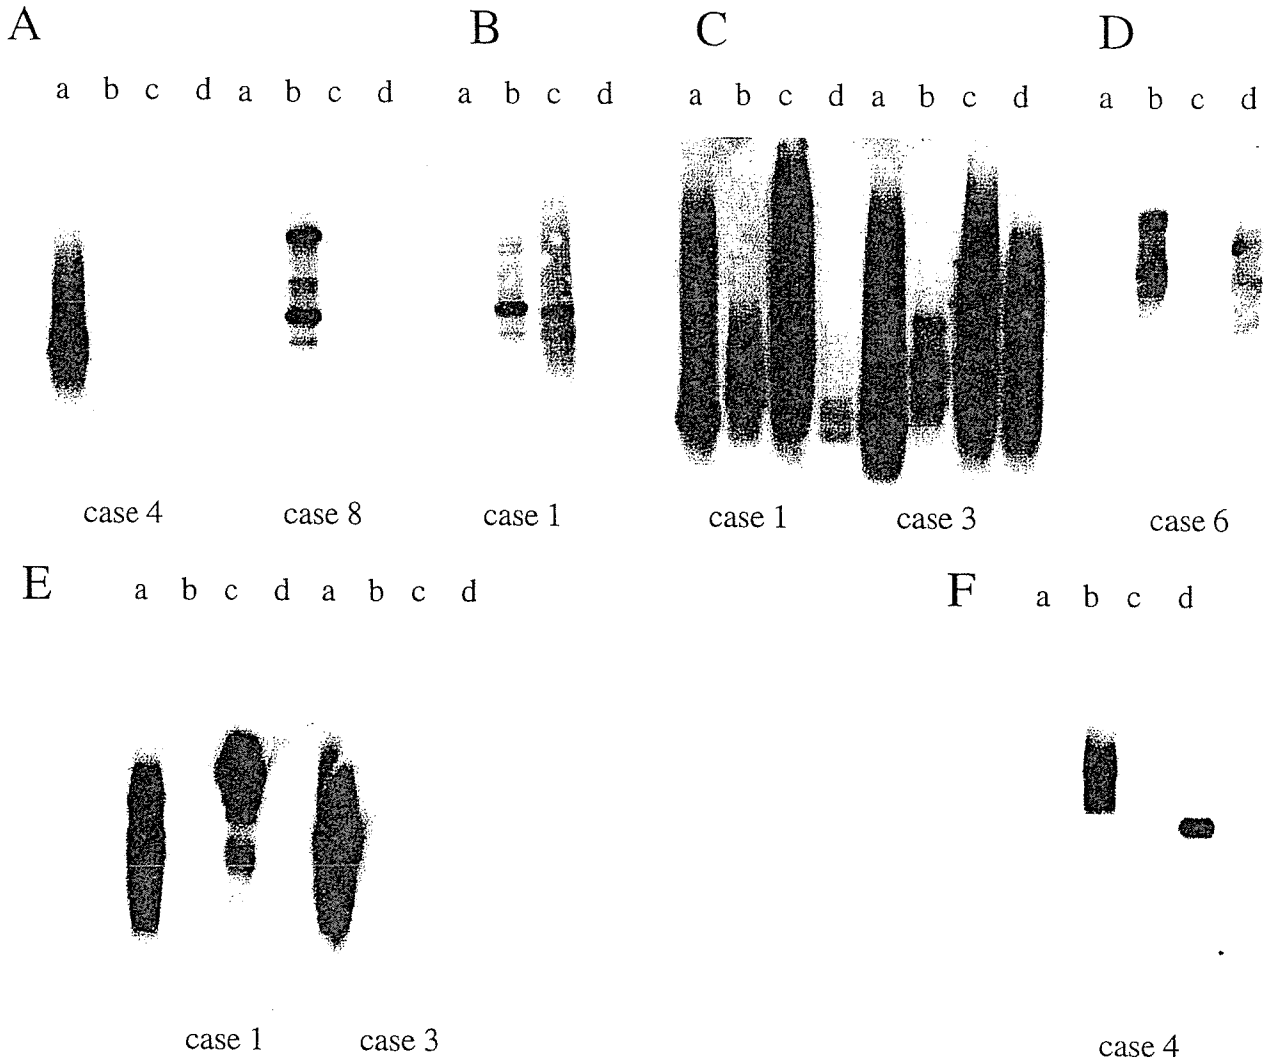 A B C D
a b c d a b c d a b c d a b c d a b c d a b c d
case 4 case 8 case 1 case 1 case 3 case 6
E F
a b c d a b c d a b c d
case 1 case 3 case 4